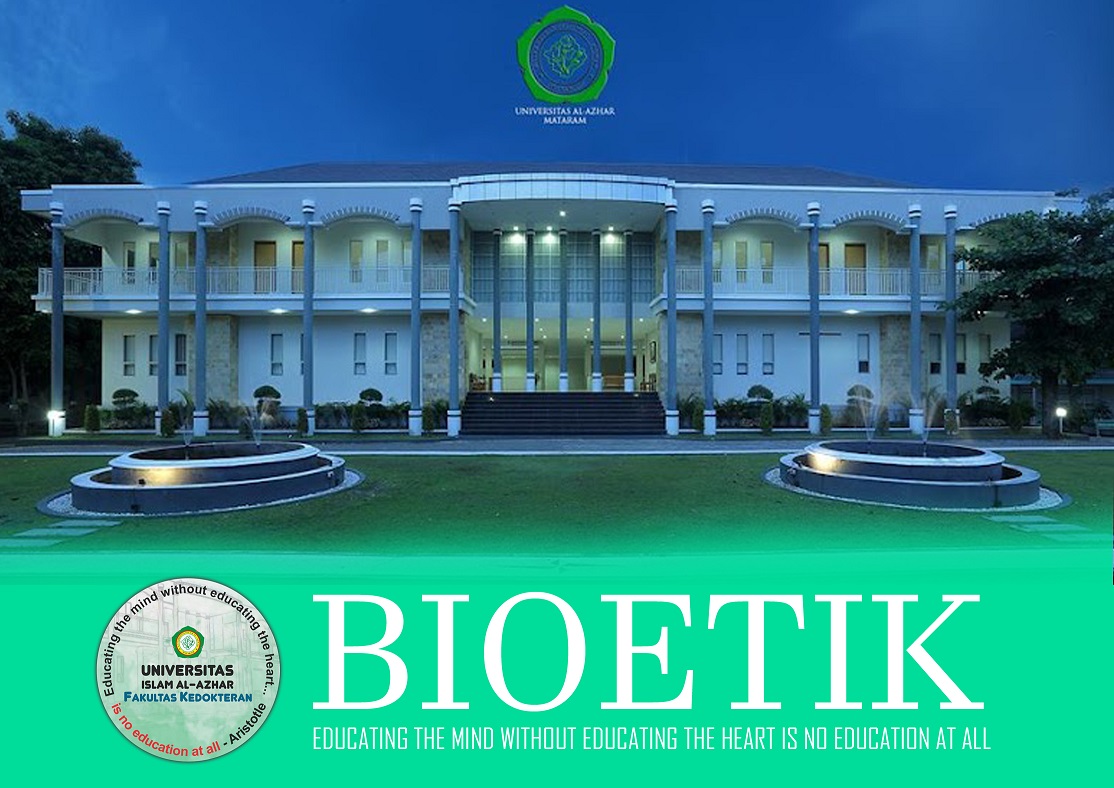 UNIVERSITAS AL-AZHAR
MATARAM
Educating the mind without educating the heart...
is no education at all - Aristotle
UNIVERSITAS
ISLAM AL-AZHAR
FAKULTAS KEDOKTERAN
BIOETIK
EDUCATING THE MIND WITHOUT EDUCATING THE HEART IS NO EDUCATION AT ALL